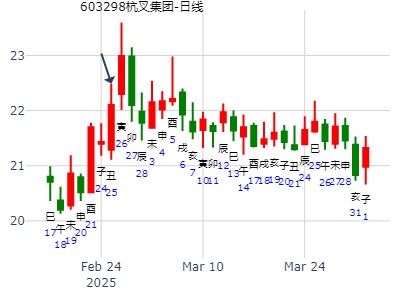 603298杭叉集团-日线
23
22
21
20
巳 午 未 申 酉 子 丑 寅 卯 辰 未 申 酉 戌 亥 寅 卯 辰 巳 午 酉 戌 亥 子 丑 辰 巳 午 未 申 亥 子
17 18 19 20 21 24 25 26 27 28 3 4 5 6 7 10 11 12 13 14 17 18 19 20 21 24 25 26 27 28 31 1
Feb 24 Mar 10 Mar 24
2025